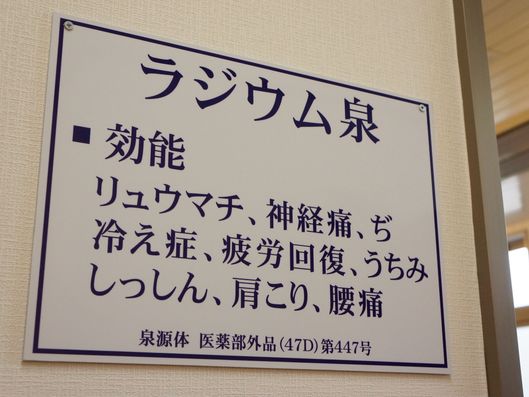 ラジウム泉
■ 効能
リュウマチ、神経痛、ぢ
冷え症、疲労回復、うちみ
しっしん、肩こり、腰痛
泉源体 医薬部外品(47D)第447号